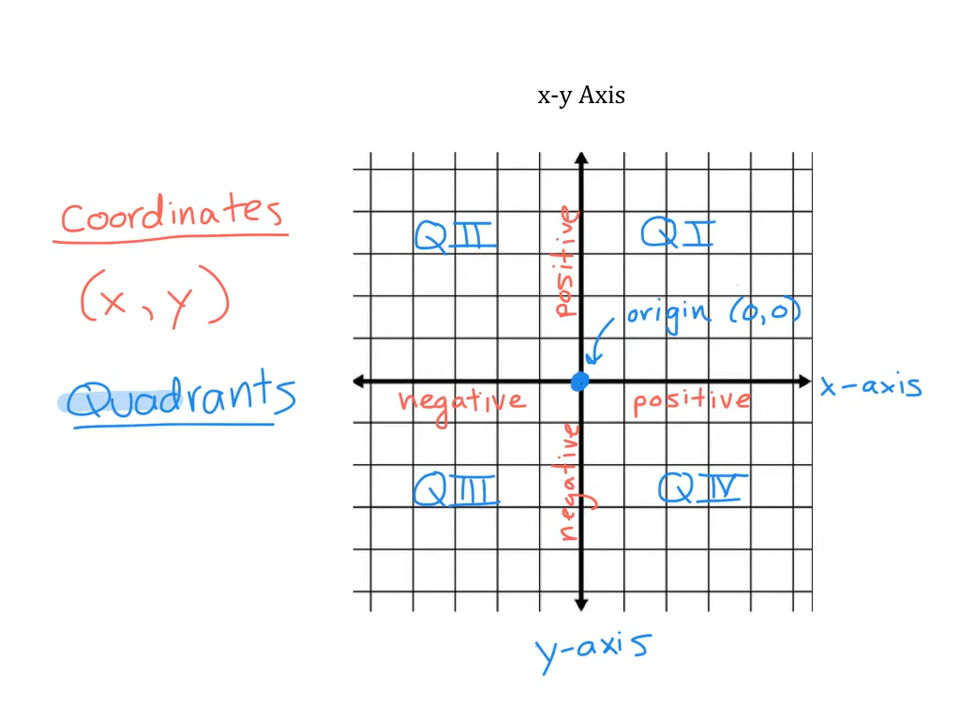 x-y Axis
Coordinates
(x, y)
Quadrants
QII
QI
positive
origin (0,0)
x-axis
negative
positive
negative
QIII
QIV
y-axis